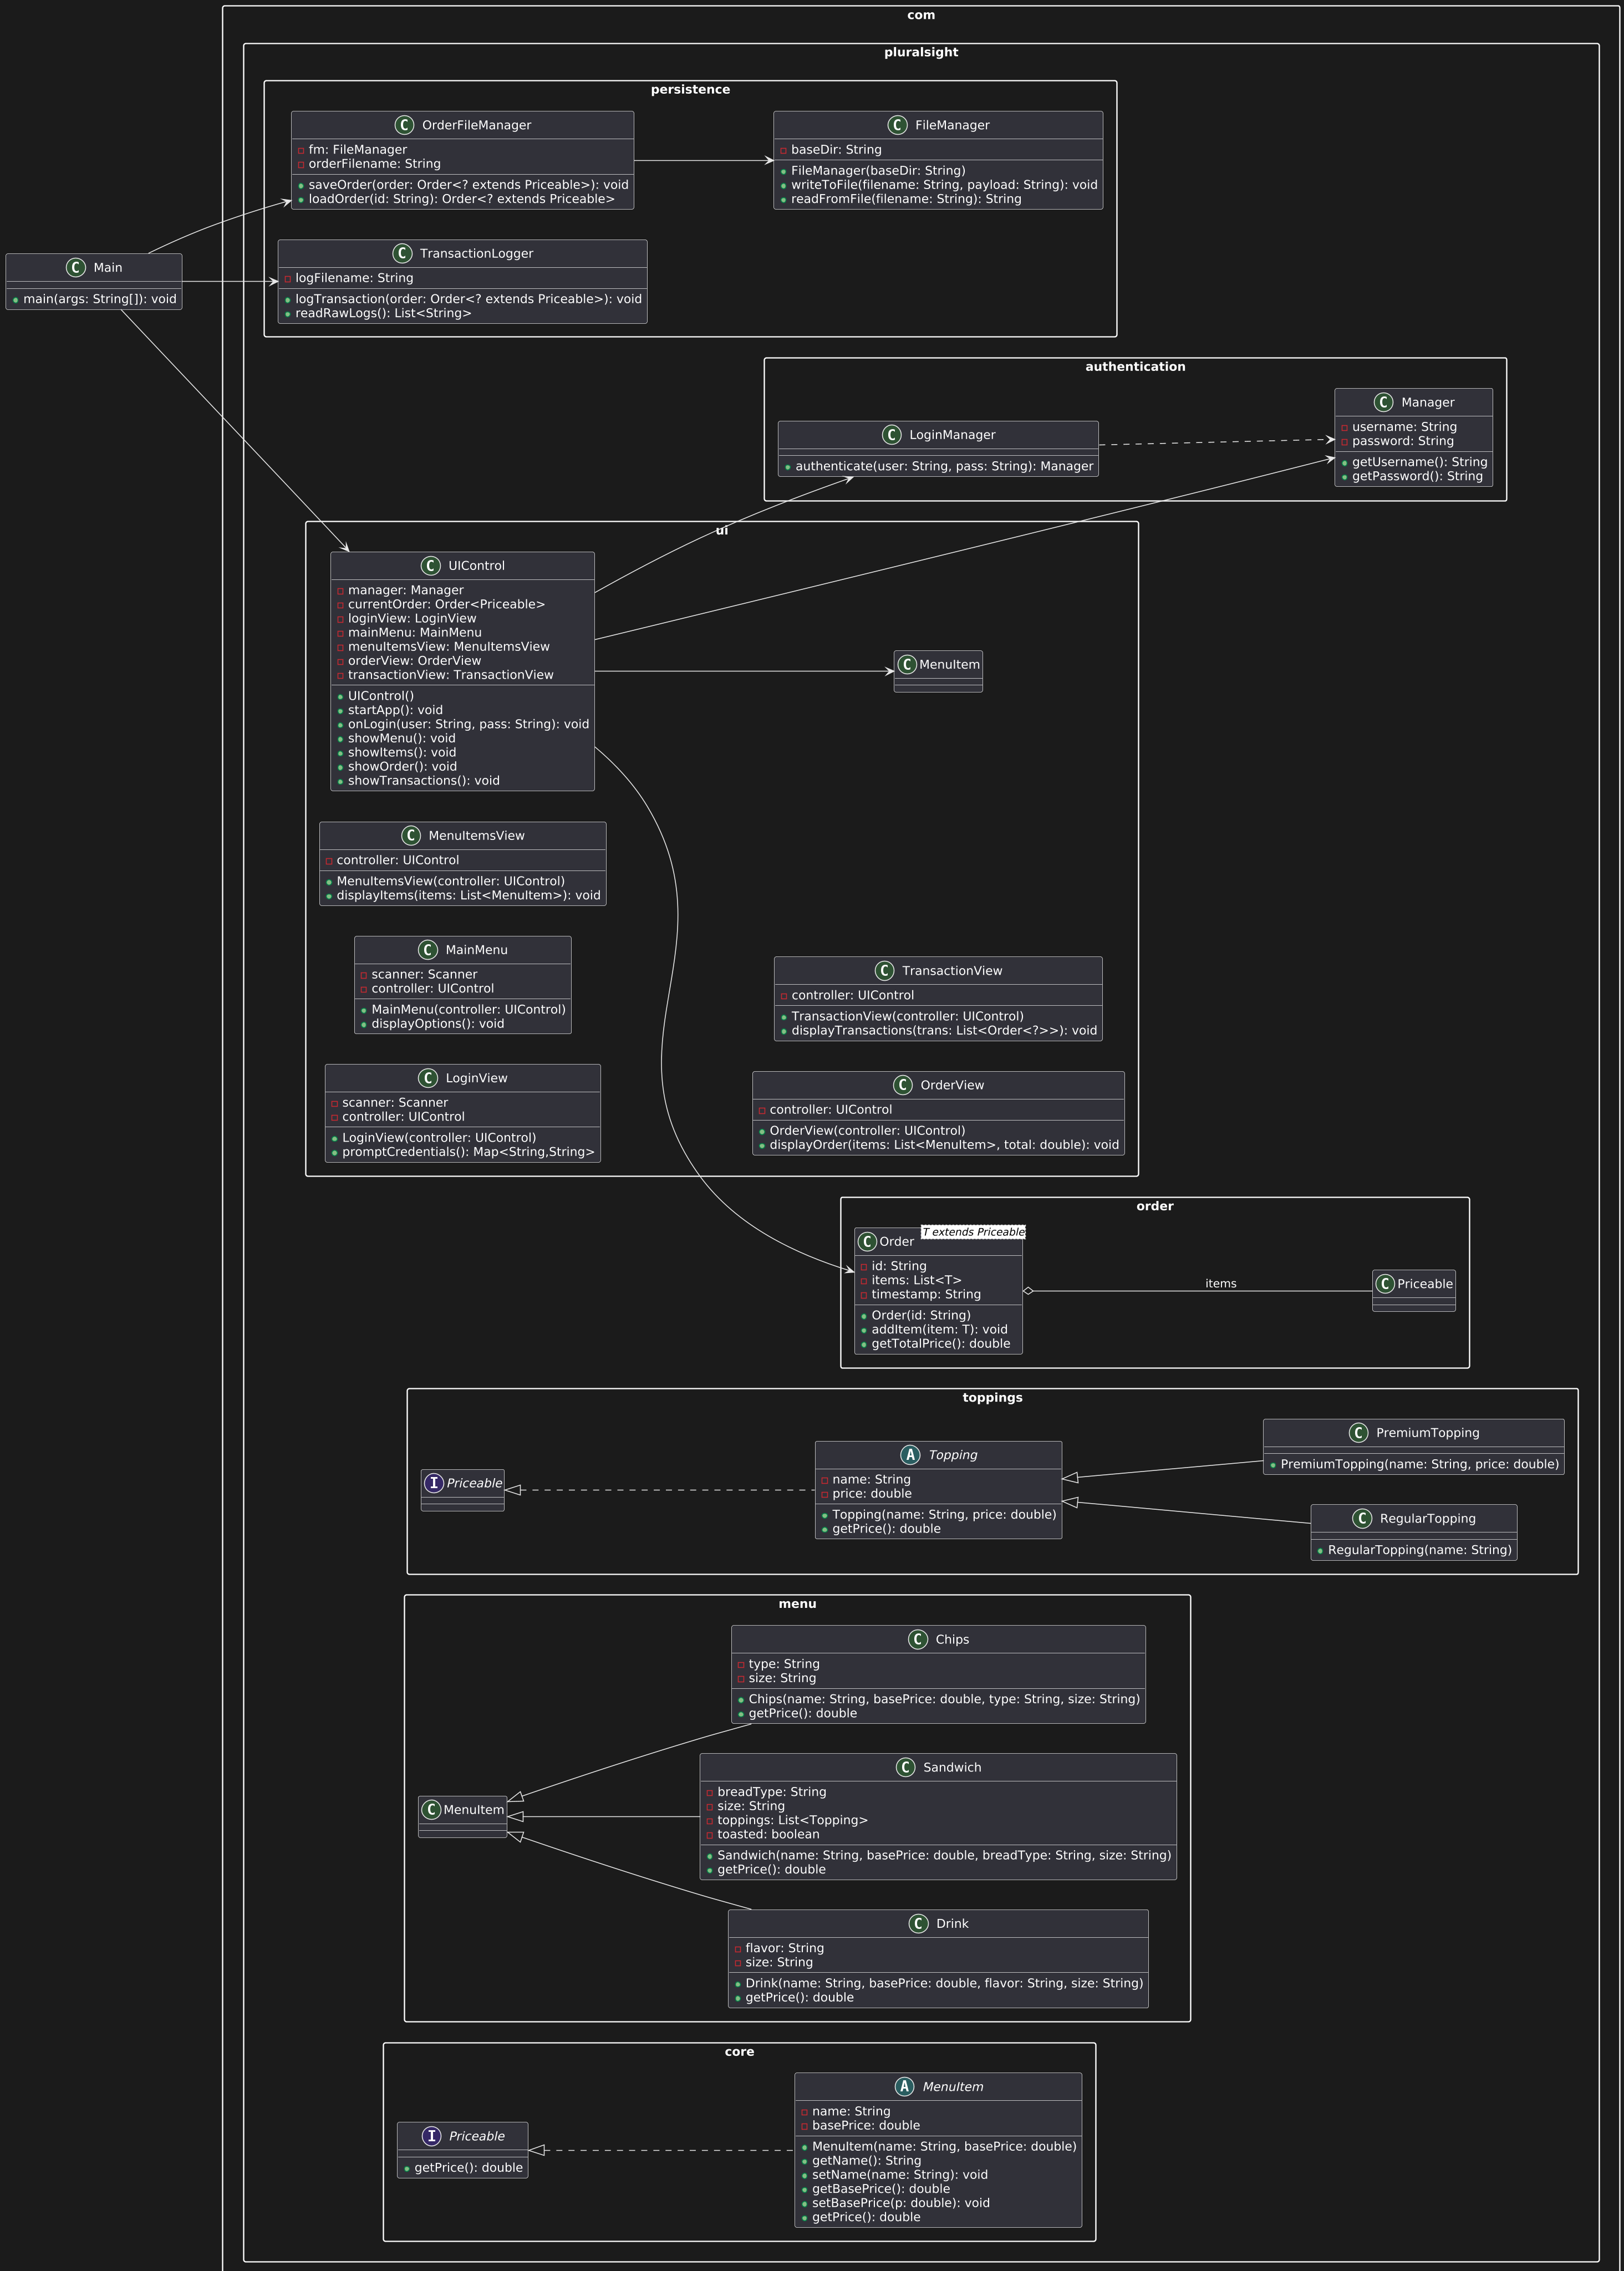 com
pluralsight
persistence
C OrderFileManager
fm: FileManager
orderFilename: String
saveOrder(order: Order<? extends Priceable>): void
loadOrder(id: String): Order<? extends Priceable>
C FileManager
baseDir: String
FileManager(baseDir: String)
writeToFile(filename: String, payload: String): void
readFromFile(filename: String): String
C TransactionLogger
logFilename: String
logTransaction(order: Order<? extends Priceable>): void
readRawLogs(): List<String>
C Main
main(args: String[]): void
authentication
C LoginManager
authenticate(user: String, pass: String): Manager
C Manager
username: String
password: String
getUsername(): String
getPassword(): String
ui
C UIControl
manager: Manager
currentOrder: Order<Priceable>
loginView: LoginView
mainMenu: MainMenu
menuItemsView: MenuItemsView
orderView: OrderView
transactionView: TransactionView
UIControl()
startApp(): void
onLogin(user: String, pass: String): void
showMenu(): void
showItems(): void
showOrder(): void
showTransactions(): void
C MenuItem
C MenuItemsView
controller: UIControl
MenuItemsView(controller: UIControl)
displayItems(items: List<MenuItem>): void
C MainMenu
scanner: Scanner
controller: UIControl
MainMenu(controller: UIControl)
displayOptions(): void
C TransactionView
controller: UIControl
TransactionView(controller: UIControl)
displayTransactions(trans: List<Order<?>>): void
C LoginView
scanner: Scanner
controller: UIControl
LoginView(controller: UIControl)
promptCredentials(): Map<String,String>
C OrderView
controller: UIControl
OrderView(controller: UIControl)
displayOrder(items: List<MenuItem>, total: double): void
order
T extends Priceable
C Order
id: String
items: List<T>
timestamp: String
Order(id: String)
addItem(item: T): void
getTotalPrice(): double
items
C Priceable
toppings
I Priceable
A Topping
name: String
price: double
Topping(name: String, price: double)
getPrice(): double
C PremiumTopping
PremiumTopping(name: String, price: double)
C RegularTopping
RegularTopping(name: String)
menu
C Chips
type: String
size: String
Chips(name: String, basePrice: double, type: String, size: String)
getPrice(): double
C MenuItem
C Sandwich
breadType: String
size: String
toppings: List<Topping>
toasted: boolean
Sandwich(name: String, basePrice: double, breadType: String, size: String)
getPrice(): double
C Drink
flavor: String
size: String
Drink(name: String, basePrice: double, flavor: String, size: String)
getPrice(): double
core
I Priceable
getPrice(): double
A MenuItem
name: String
basePrice: double
MenuItem(name: String, basePrice: double)
getName(): String
setName(name: String): void
getBasePrice(): double
setBasePrice(p: double): void
getPrice(): double